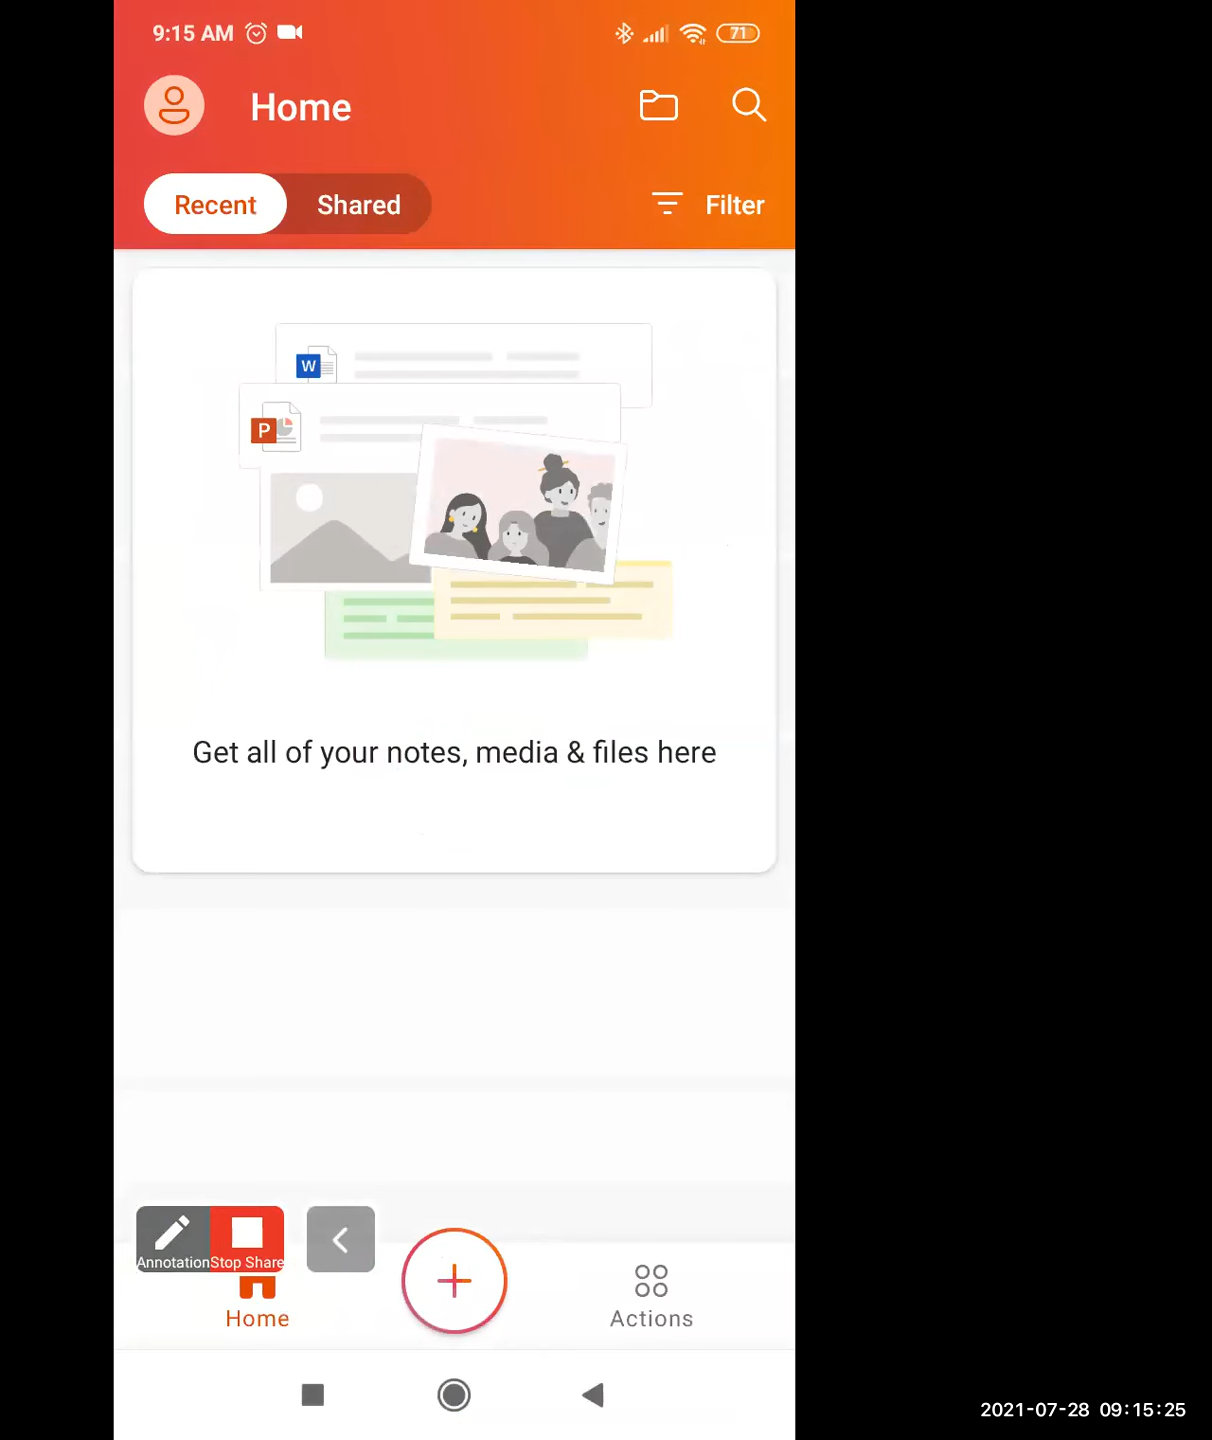 9:15 AM
71
Home
Recent
Shared
Filter
W
P
Get all of your notes, media & files here
Annotation
Stop Share
Home
Actions
2021-07-28 09:15:25